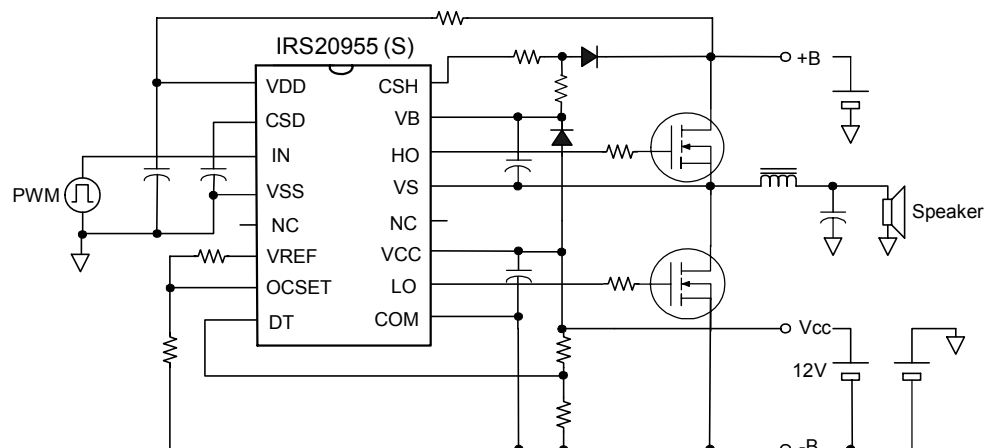 IRS20955 (S)
VDD
CSH
+B
CSD
VB
IN
HO
PWM
VSS
VS
NC
NC
Speaker
VREF
VCC
OCSET
LO
DT
COM
Vcc
12V
-B